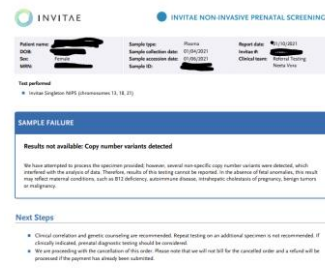 INVITAE
INVITAE NON-INVASIVE PRENATAL SCREENING
Patient name:
DOB:
Sex: Female
MRN:
Sample type: Plasma
Sample collection date: 01/04/2021
Sample accession date: 01/06/2021
Sample ID:
Report date: 01/10/2021
Invitae #:
Clinical team: Referral Testing
Neeta Vora
Test performed
Invitae Singleton NIPS (chromosomes 13, 18, 21)
SAMPLE FAILURE
Results not available: Copy number variants detected
We have attempted to process the specimen provided; however, several non-specific copy number variants were detected, which
interfered with the analysis of data. Therefore, results of this testing cannot be reported. In the absence of fetal anomalies, this result
may reflect maternal conditions, such as B12 deficiency, autoimmune disease, intrahepatic cholestasis of pregnancy, benign tumors
or malignancy.
Next Steps
Clinical correlation and genetic counseling are recommended. Repeat testing on an additional specimen is not recommended. If
clinically indicated, prenatal diagnostic testing should be considered.
We are proceeding with the cancellation of this order. Please note that we will not bill for the cancelled order and a refund will be
processed if the payment has already been submitted.